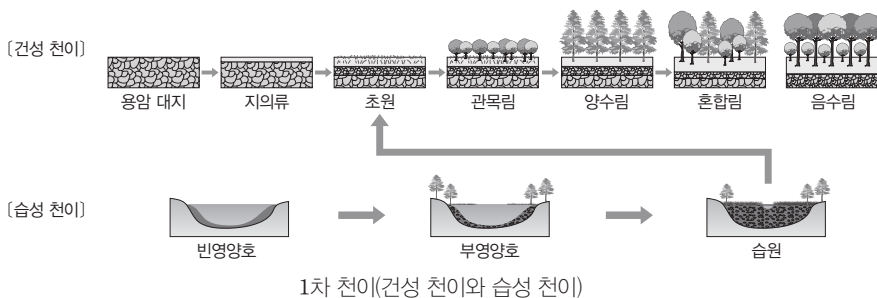 〔건성 천이〕
용암 대지 지의류 초원 관목림 양수림 혼합림 음수림
〔습성 천이〕
빈영양호 부영양호 습원
1차 천이(건성 천이와 습성 천이)